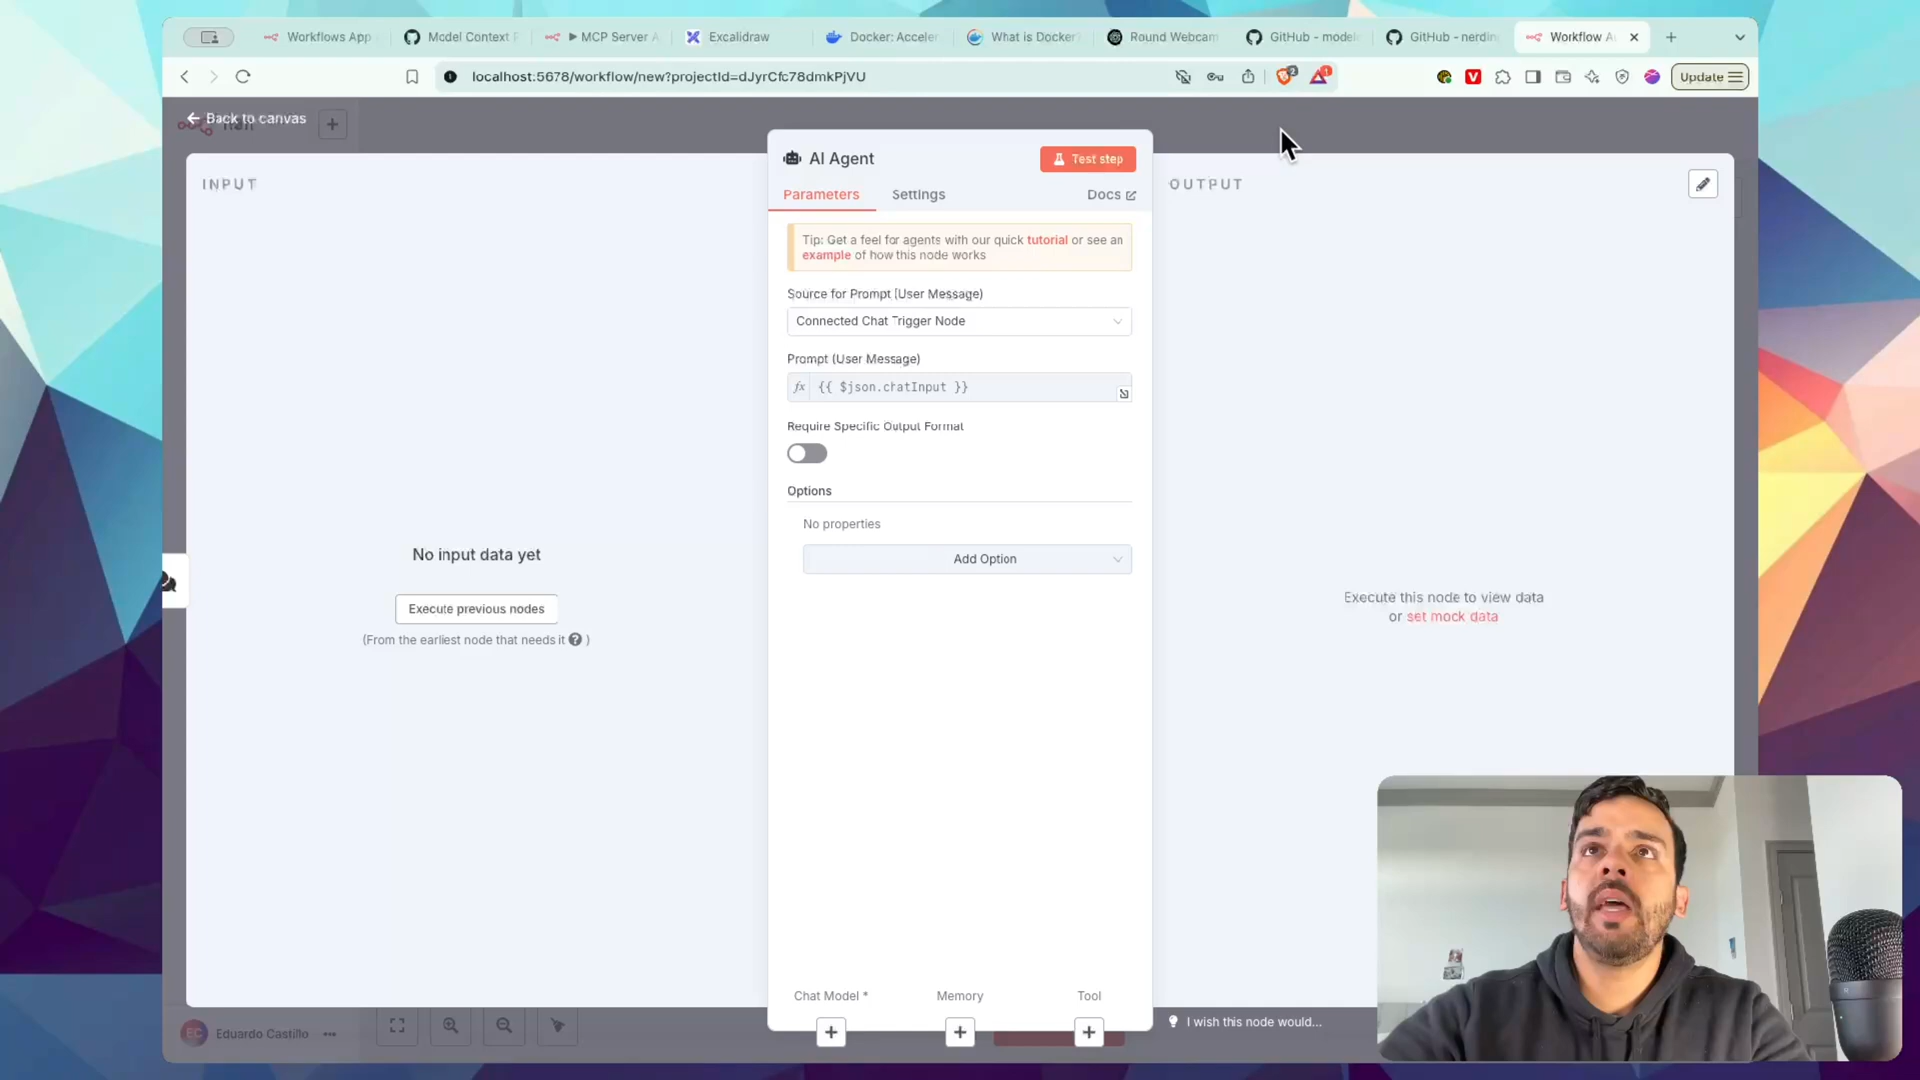 Workflows App
Model Context P
▶ MCP Server A
Excalidraw
Docker: Acceler
What is Docker?
Round Webcam
GitHub - model
GitHub - nerdin
Workflow A
localhost:5678/workflow/new?projectId=dJyrCfc78dmkPjVU
2
1
Update
Back to canvas
INPUT
AI Agent
Test step
OUTPUT
Parameters
Settings
Docs
Tip: Get a feel for agents with our quick tutorial or see an
example of how this node works
Source for Prompt (User Message)
Connected Chat Trigger Node
Prompt (User Message)
fx {{ $json.chatInput }}
Require Specific Output Format
Options
No properties
Add Option
No input data yet
Execute previous nodes
(From the earliest node that needs it ? )
Execute this node to view data
or set mock data
Chat Model *
Memory
Tool
EC
Eduardo Castillo
I wish this node would...